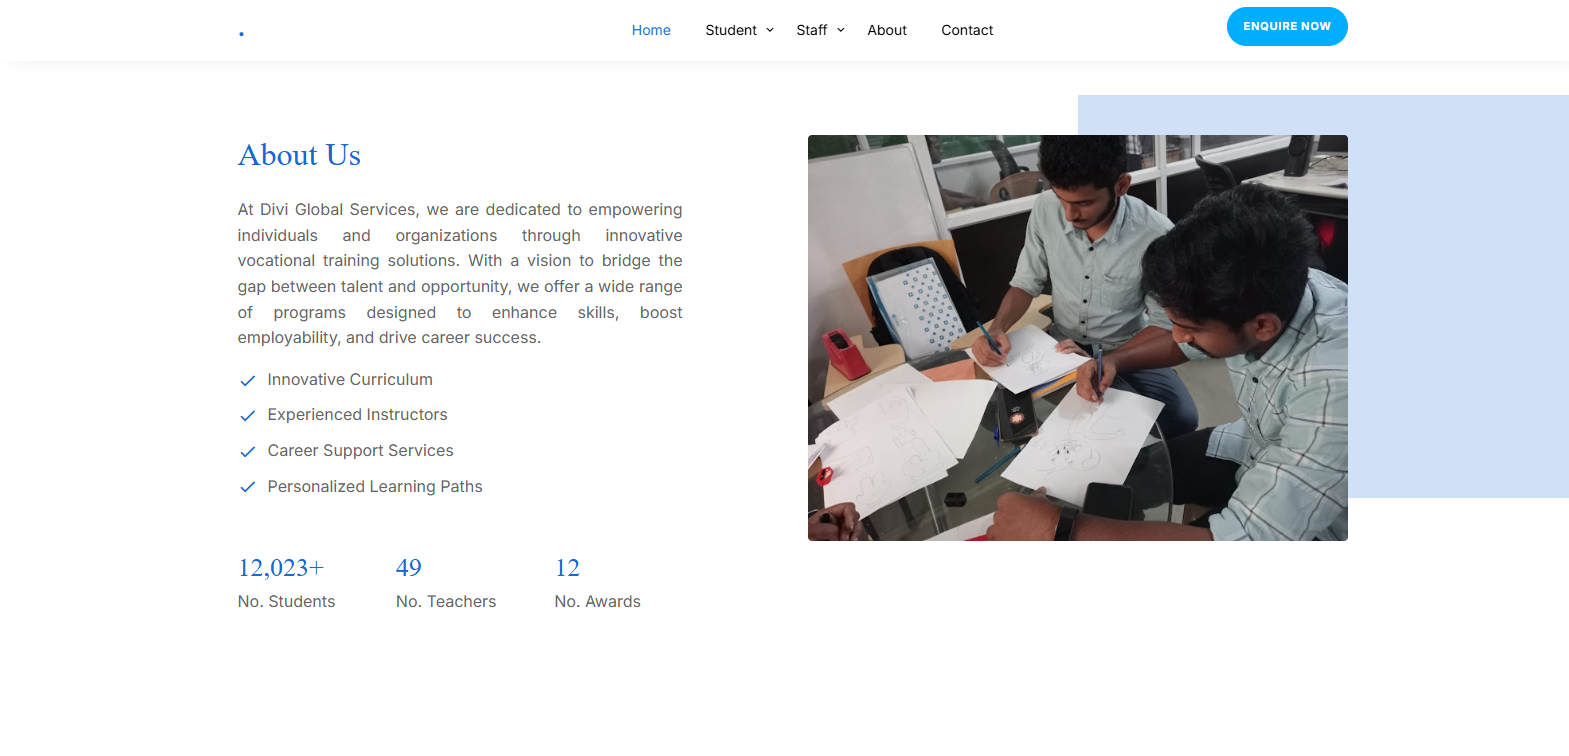 Home Student Staff About Contact ENQUIRE NOW
About Us
At Divi Global Services, we are dedicated to empowering
individuals and organizations through innovative
vocational training solutions. With a vision to bridge the
gap between talent and opportunity, we offer a wide range
of programs designed to enhance skills, boost
employability, and drive career success.
Innovative Curriculum
Experienced Instructors
Career Support Services
Personalized Learning Paths
12,023+ 49 12
No. Students No. Teachers No. Awards